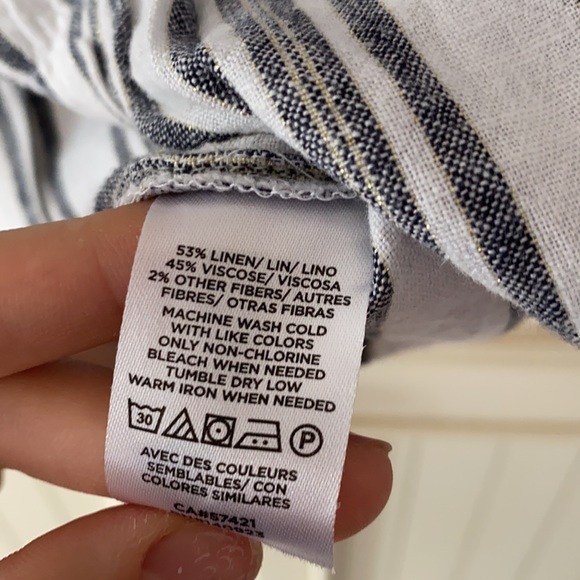 53% LINEN/ LIN/ LINO
45% VISCOSE/ VISCOSA
2% OTHER FIBERS/ AUTRES
FIBRES/ OTRAS FIBRAS
MACHINE WASH COLD
WITH LIKE COLORS
ONLY NON-CHLORINE
BLEACH WHEN NEEDED
TUMBLE DRY LOW
WARM IRON WHEN NEEDED
30 P
AVEC DES COULEURS
SEMBLABLES/ CON
COLORES SIMILARES
CA#57421